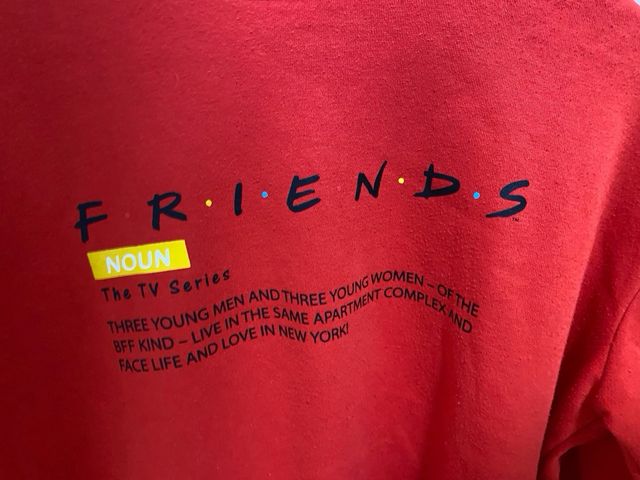 F·R·I·E·N·D·S™
NOUN
The TV Series
THREE YOUNG MEN AND THREE YOUNG WOMEN – OF THE
BFF KIND – LIVE IN THE SAME APARTMENT COMPLEX AND
FACE LIFE AND LOVE IN NEW YORK!